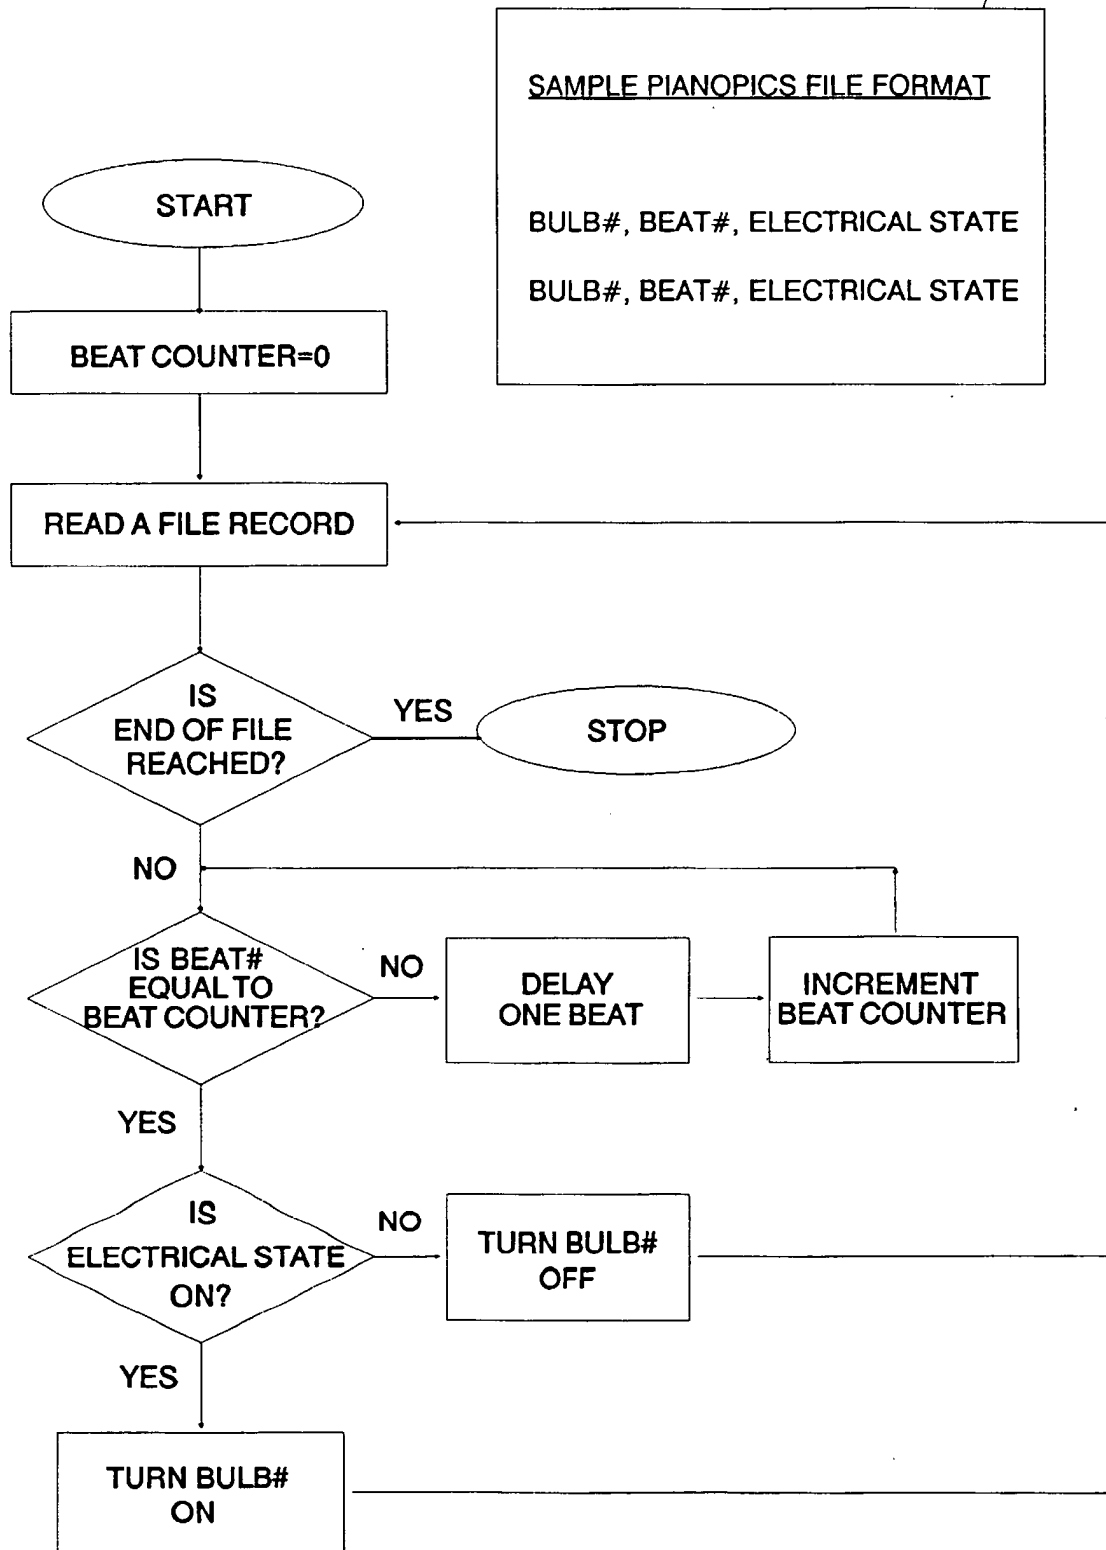 SAMPLE PIANOPICS FILE FORMAT
BULB#, BEAT#, ELECTRICAL STATE
BULB#, BEAT#, ELECTRICAL STATE
START
BEAT COUNTER=0
READ A FILE RECORD
IS
END OF FILE
REACHED?
YES
STOP
NO
IS BEAT#
EQUAL TO
BEAT COUNTER?
NO
DELAY
ONE BEAT
INCREMENT
BEAT COUNTER
YES
IS
ELECTRICAL STATE
ON?
NO
TURN BULB#
OFF
YES
TURN BULB#
ON